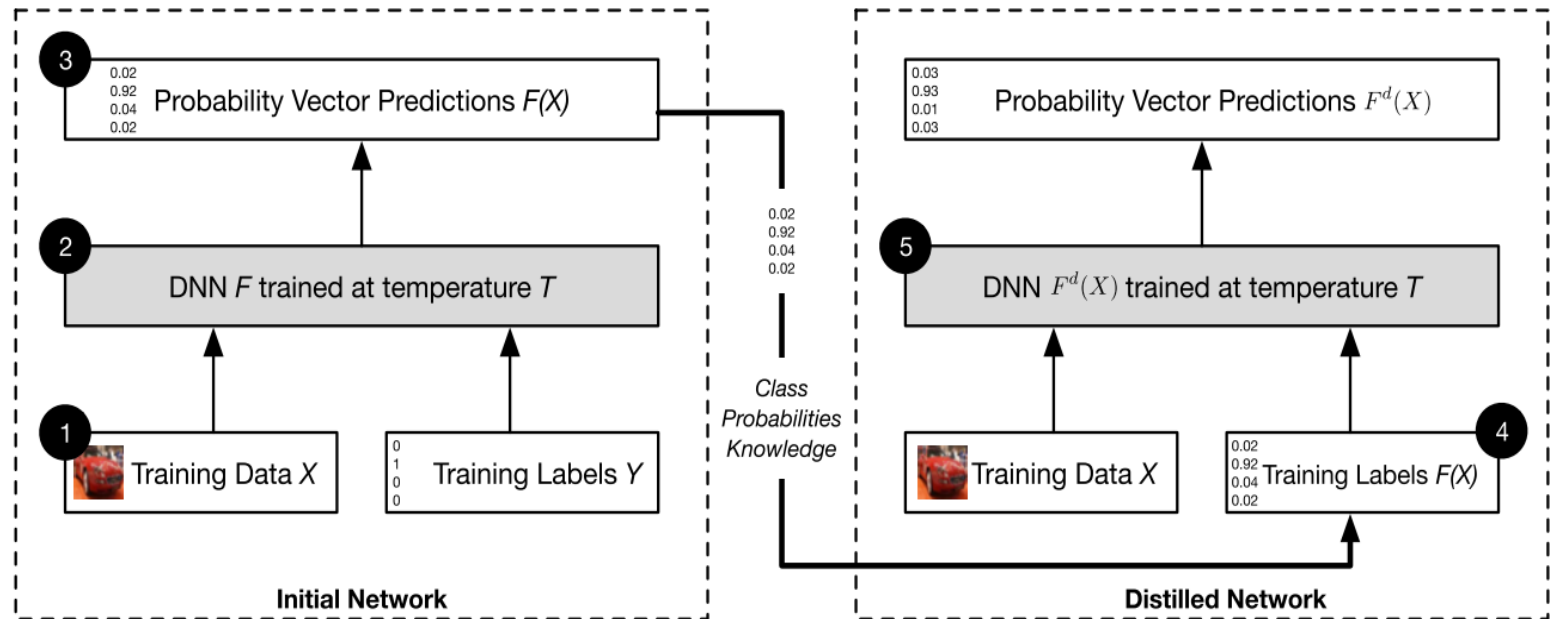 3
0.02
0.92
0.04
0.02
Probability Vector Predictions F(X)
2
DNN F trained at temperature T
1
Training Data X
0
1
0
0
Training Labels Y
Initial Network
0.02
0.92
0.04
0.02
Class
Probabilities
Knowledge
0.03
0.93
0.01
0.03
Probability Vector Predictions F^d(X)
5
DNN F^d(X) trained at temperature T
Training Data X
4
0.02
0.92
0.04
0.02
Training Labels F(X)
Distilled Network